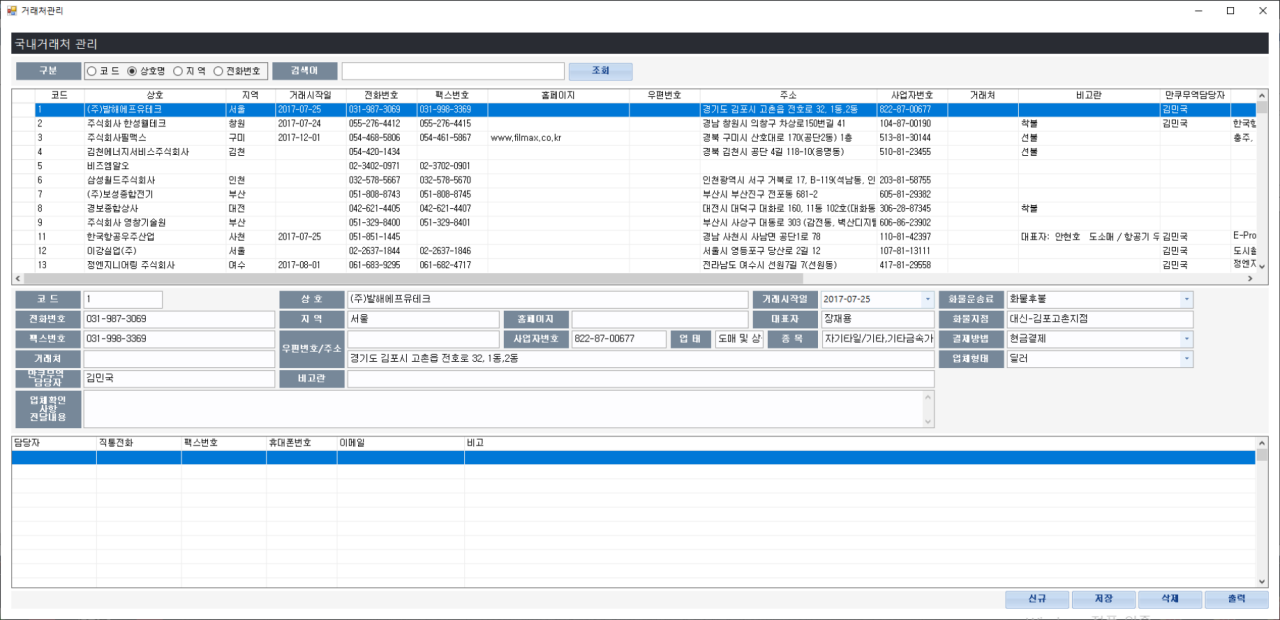 거래처관리
국내거래처 관리
구분 코 드 상호명 지 역 전화번호 검색어 조회
코드 상호 지역 거래시작일 전화번호 팩스번호 홈페이지 우편번호 주소 사업자번호 거래처 비고란 만쿠무역담당자
1 (주)발해에프유테크 서울 2017-07-25 031-987-3069 031-998-3369 경기도 김포시 고촌읍 전호로 32, 1동,2동 822-87-00677 김민국
2 주식회사 한성웰테크 창원 2017-07-24 055-276-4412 055-276-4415 경남 창원시 의창구 차상로150번길 41 104-87-00190 착불 김민국 한국항
3 주식회사필맥스 구미 2017-12-01 054-468-5806 054-461-5867 www.filmax.co.kr 경북 구미시 산호대로 170(공단2동) 1층 513-81-30144 선불 충주,
4 김천에너지서비스주식회사 김천 054-420-1434 경북 김천시 공단 4길 118-10(응명동) 510-81-23455 선불
5 비즈엠알오 02-3402-0971 02-3702-0901
6 삼성월드주식회사 인천 032-578-5667 032-578-5670 인천광역시 서구 거북로 17, B-119(석남동, 인 203-81-58755
7 (주)보성종합전기 부산 051-808-8743 051-808-8745 부산시 부산진구 전포동 681-2 605-81-29382
8 경보종합상사 대전 042-621-4405 042-621-4407 대전시 대덕구 대화로 160, 11동 102호(대화동 306-28-87345 착불
9 주식회사 영창기술원 부산 051-329-8400 051-329-8401 부산시 사상구 대동로 303 (감전동, 벽산디지털 606-86-23902
11 한국항공우주산업 사천 2017-07-25 051-851-1445 경남 사천시 사남면 공단1로 78 110-81-42397 대표자: 안현호 도소매 / 항공기 우 김민국 E-Pro
12 이강실업(주) 서울 02-2637-1844 02-2637-1846 서울시 영등포구 당산로 2길 12 107-81-13111 김민국 도시철
13 정앤지니어링 주식회사 여수 2017-08-01 061-683-9295 061-682-4717 전라남도 여수시 선원7길 7(선원동) 417-81-29558 김민국 정엔지
코 드 1 상 호 (주)발해에프유테크 거래시작일 2017-07-25 화물운송료 화물후불
전화번호 031-987-3069 지 역 서울 홈페이지 대표자 장재용 화물지점 대신-김포고촌지점
팩스번호 031-998-3369 우편번호/주소 사업자번호 822-87-00677 업 태 도매 및 상 종 목 자기타일/기타,기타금속가 결제방법 현금결제
거래처 경기도 김포시 고촌읍 전호로 32, 1동,2동 업체형태 딜러
만쿠무역
담당자 김민국 비고란
업체확인
사항
전달내용
담당자 직통전화 팩스번호 휴대폰번호 이메일 비고
신규 저장 삭제 출력